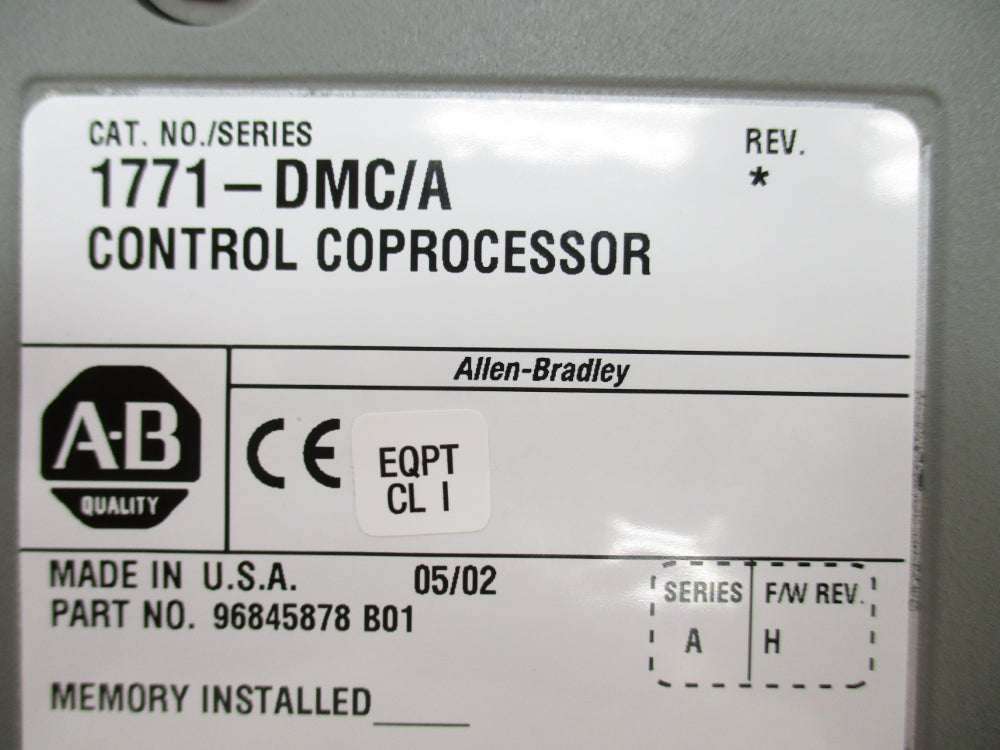 CAT. NO./SERIES
REV.
1771-DMC/A
*
CONTROL COPROCESSOR
Allen-Bradley
A-B
QUALITY
CE
EQPT
CL I
MADE IN U.S.A. 05/02
PART NO. 96845878 B01
SERIES F/W REV.
A H
MEMORY INSTALLED